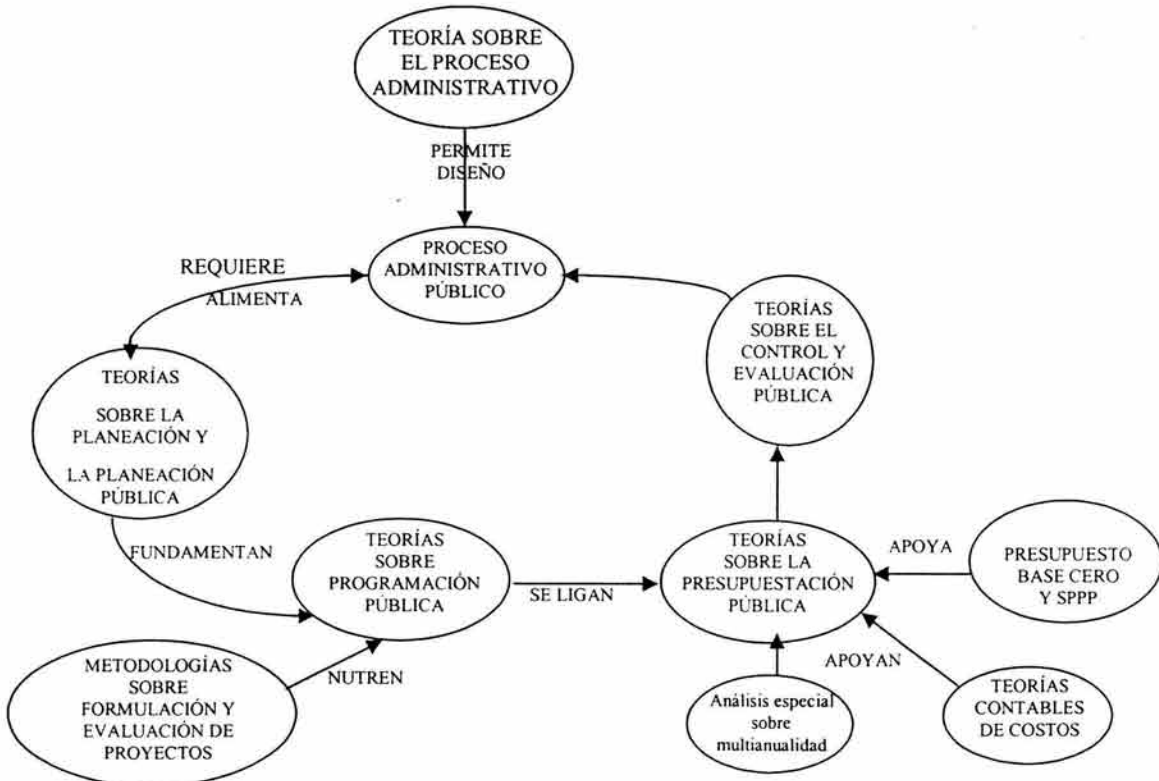 TEORÍA SOBRE
EL PROCESO
ADMINISTRATIVO
PERMITE
DISEÑO
PROCESO
ADMINISTRATIVO
PÚBLICO
REQUIERE
ALIMENTA
TEORÍAS
SOBRE EL
CONTROL Y
EVALUACIÓN
PÚBLICA
TEORÍAS
SOBRE LA
PLANEACIÓN Y
LA PLANEACIÓN
PÚBLICA
FUNDAMENTAN
TEORÍAS
SOBRE
PROGRAMACIÓN
PÚBLICA
SE LIGAN
TEORÍAS
SOBRE LA
PRESUPUESTACIÓN
PÚBLICA
APOYA
PRESUPUESTO
BASE CERO
Y SPPP
METODOLOGÍAS
SOBRE
FORMULACIÓN Y
EVALUACIÓN DE
PROYECTOS
NUTREN
Análisis especial
sobre
multianualidad
APOYAN
TEORÍAS
CONTABLES
DE COSTOS